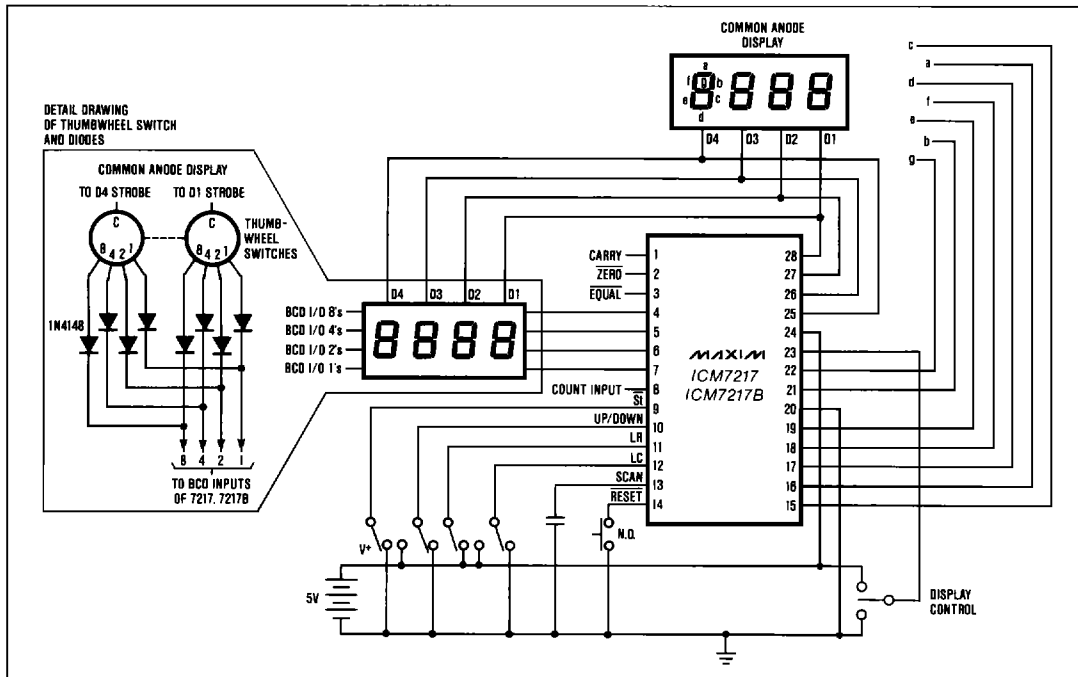 COMMON ANODE
DISPLAY
a
f
g
b
e
c
d
D4
D3
D2
D1
c
a
d
f
e
b
g
DETAIL DRAWING
OF THUMBWHEEL SWITCH
AND DIODES
COMMON ANODE DISPLAY
TO D4 STROBE
TO D1 STROBE
C
8 4 2 1
C
8 4 2 1
THUMB-
WHEEL
SWITCHES
1N4148
8 4 2 1
TO BCD INPUTS
OF 7217, 7217B
D4
D3
D2
D1
BCD I/O 8's
BCD I/O 4's
BCD I/O 2's
BCD I/O 1's
8888
8888
CARRY
ZERO
EQUAL
COUNT INPUT
St
UP/DOWN
LR
LC
SCAN
RESET
1
2
3
4
5
6
7
8
9
10
11
12
13
14
MAXIM
ICM7217
ICM7217B
28
27
26
25
24
23
22
21
20
19
18
17
16
15
V+
N.O.
5V
DISPLAY
CONTROL